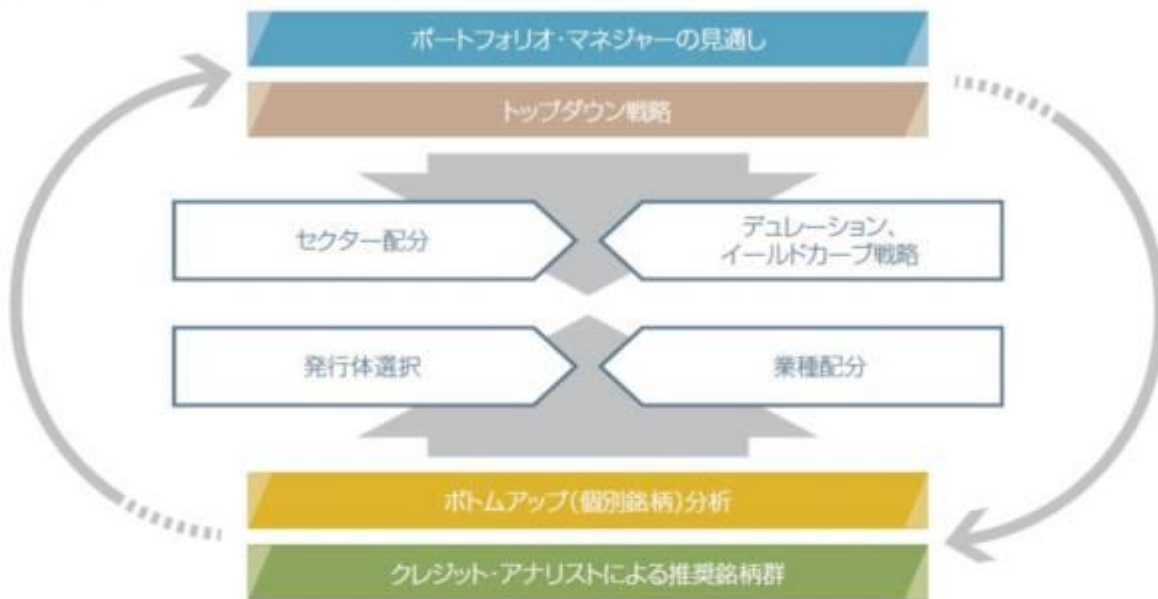 ポートフォリオ・マネジャーの見通し
トップダウン戦略
セクター配分
デュレーション、
イールドカーブ戦略
発行体選択
業種配分
ボトムアップ(個別銘柄)分析
クレジット・アナリストによる推奨銘柄群